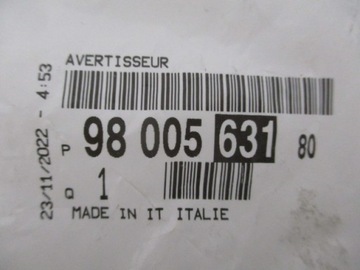 AVERTISSEUR
P 98 005 631 80
Q 1
MADE IN IT ITALIE
23/11/2022 - 4:53